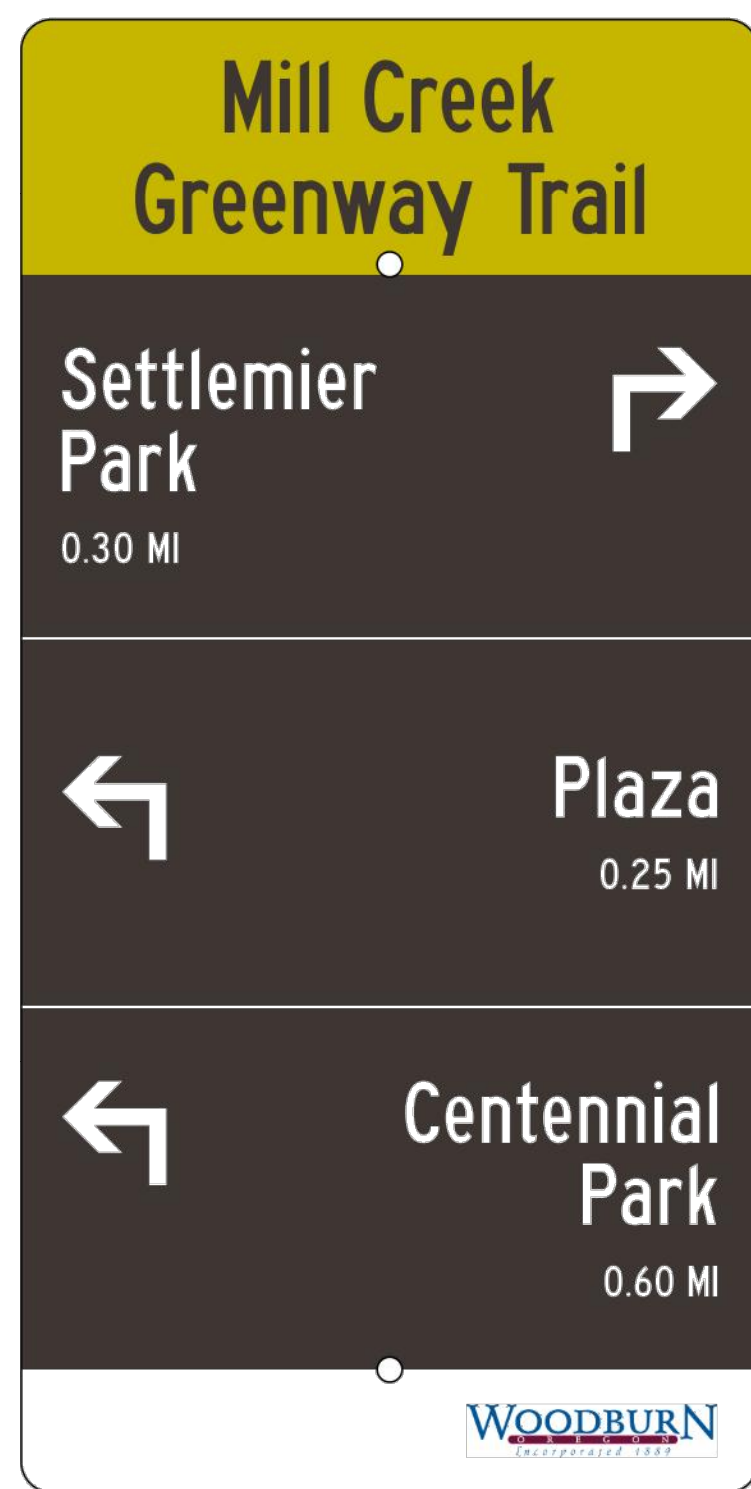 Mill Creek
Greenway Trail
Settlemier
Park
0.30 MI
Plaza
0.25 MI
Centennial
Park
0.60 MI
WOODBURN
OREGON
Incorporated 1889